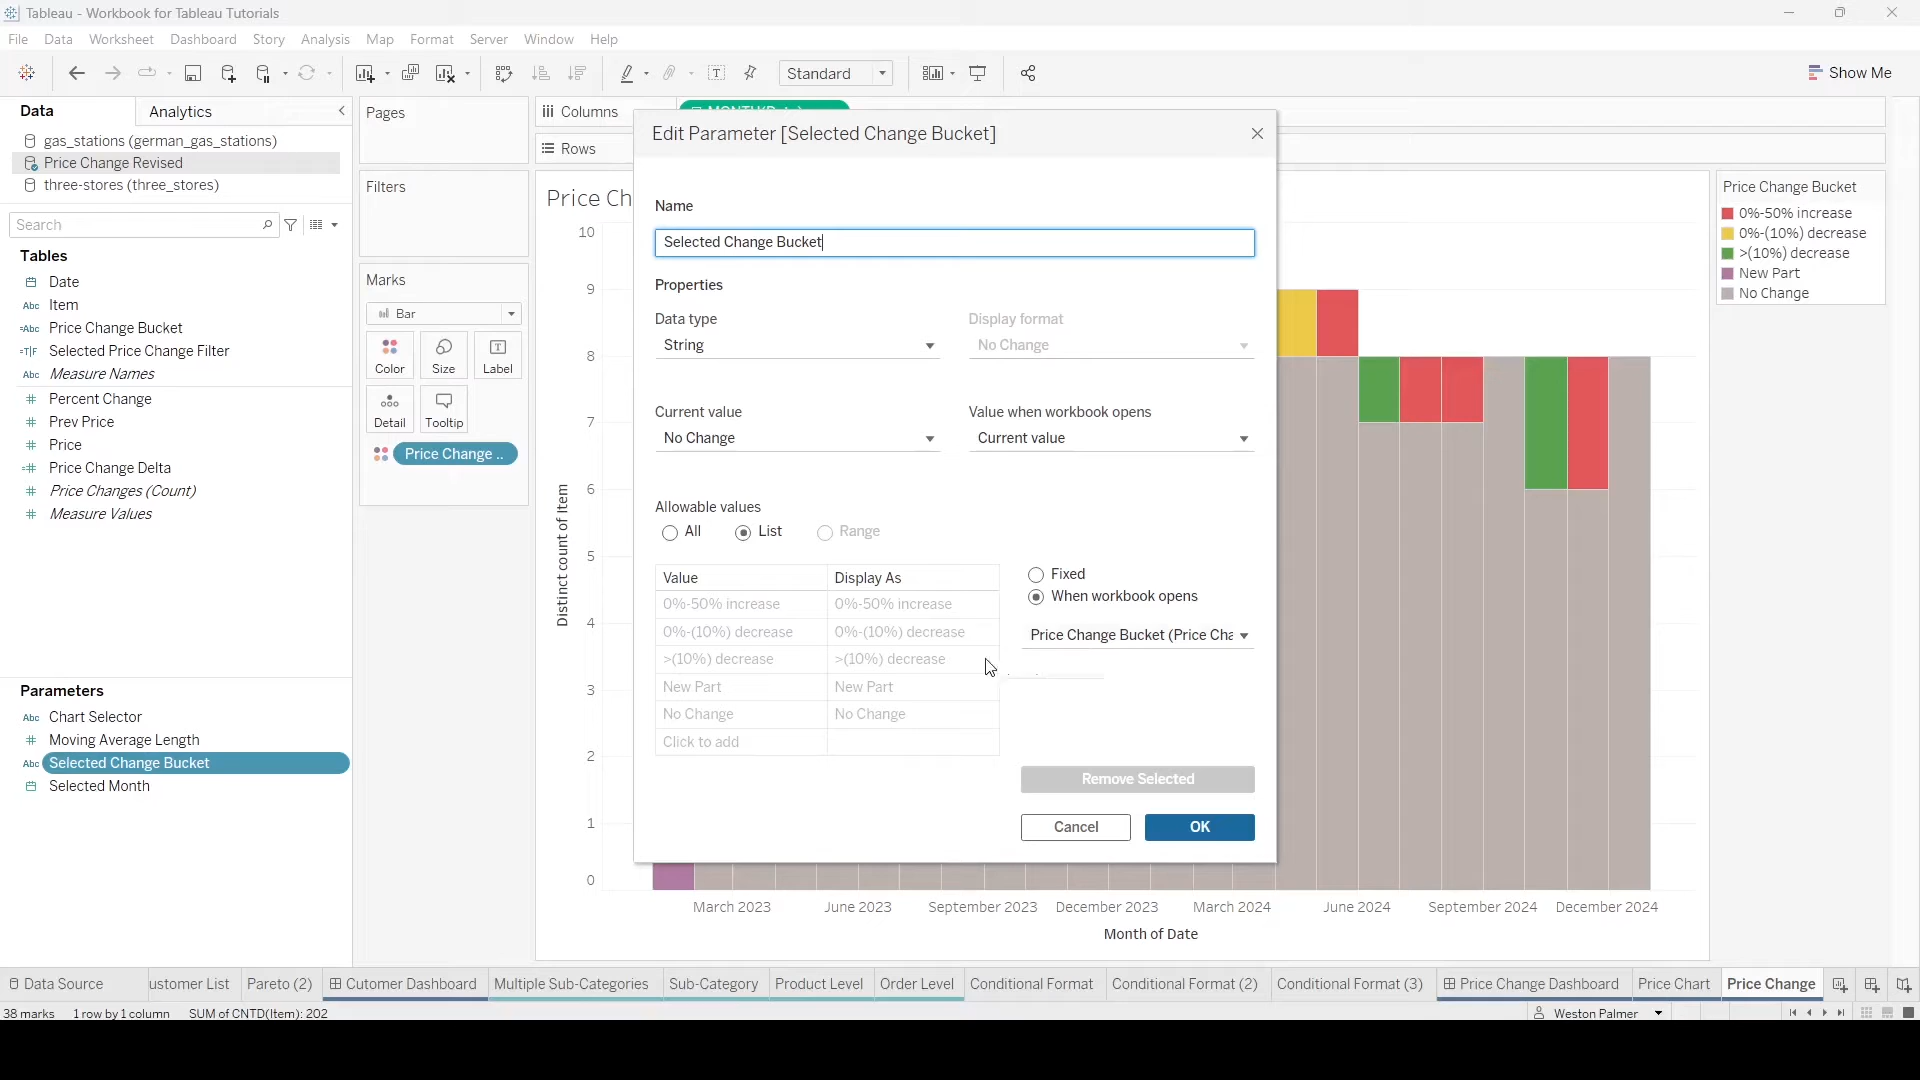 Tableau - Workbook for Tableau Tutorials
File Data Worksheet Dashboard Story Analysis Map Format Server Window Help
Standard
Show Me
Data Analytics
gas_stations (german_gas_stations)
Price Change Revised
three-stores (three_stores)
Search
Tables
Date
Abc Item
=Abc Price Change Bucket
=T|F Selected Price Change Filter
Abc Measure Names
# Percent Change
# Prev Price
# Price
=# Price Change Delta
# Price Changes (Count)
# Measure Values
Parameters
Abc Chart Selector
# Moving Average Length
Abc Selected Change Bucket
Selected Month
Pages
Filters
Marks
Bar
Color Size Label
Detail Tooltip
Price Change ..
Columns
Rows
Price Ch
Distinct count of Item
10
9
8
7
6
5
4
3
2
1
0
March 2023 June 2023 September 2023 December 2023 March 2024 June 2024 September 2024 December 2024
Month of Date
Edit Parameter [Selected Change Bucket]
Name
Selected Change Bucket
Properties
Data type Display format
String No Change
Current value Value when workbook opens
No Change Current value
Allowable values
All List Range
Value Display As
0%-50% increase 0%-50% increase
0%-(10%) decrease 0%-(10%) decrease
>(10%) decrease >(10%) decrease
New Part New Part
No Change No Change
Click to add
Fixed
When workbook opens
Price Change Bucket (Price Cha
Remove Selected
Cancel OK
Price Change Bucket
0%-50% increase
0%-(10%) decrease
>(10%) decrease
New Part
No Change
Data Source ustomer List Pareto (2) Cutomer Dashboard Multiple Sub-Categories Sub-Category Product Level Order Level Conditional Format Conditional Format (2) Conditional Format (3) Price Change Dashboard Price Chart Price Change
38 marks 1 row by 1 column SUM of CNTD(Item): 202 Weston Palmer